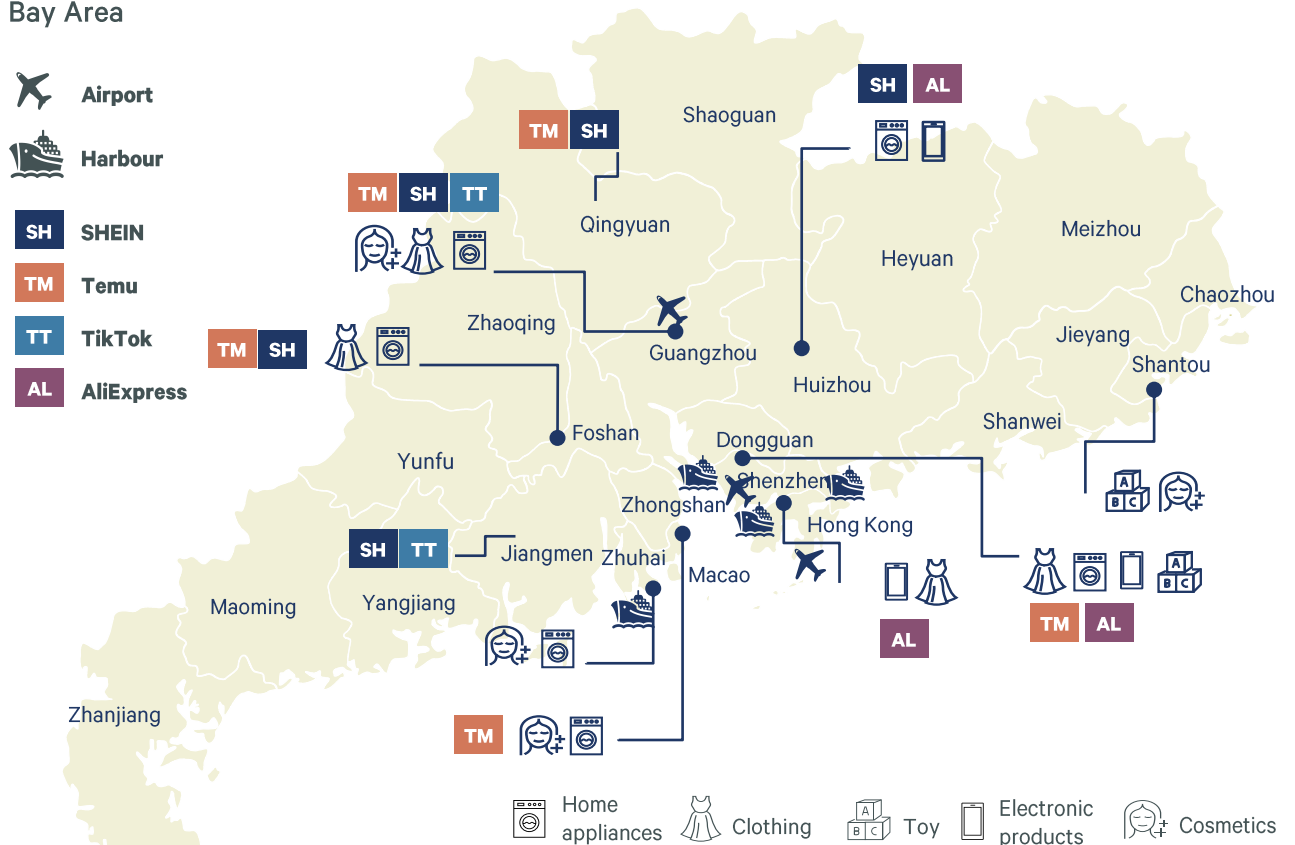 Bay Area
Airport
Harbour
SH SHEIN
TM Temu
TT TikTok
AL AliExpress
SH AL
TM SH
Shaoguan
TM SH TT
Qingyuan
Meizhou
Heyuan
Chaozhou
Zhaoqing
Jieyang
TM SH
Guangzhou
Shantou
Huizhou
Shanwei
Foshan
Dongguan
Yunfu
Shenzhen
A
B C
Zhongshan
Hong Kong
SH TT
Jiangmen
Zhuhai
Macao
A
B C
Maoming
Yangjiang
TM AL
AL
Zhanjiang
TM
Home
appliances
Clothing
A
B C
Toy
Electronic
products
Cosmetics